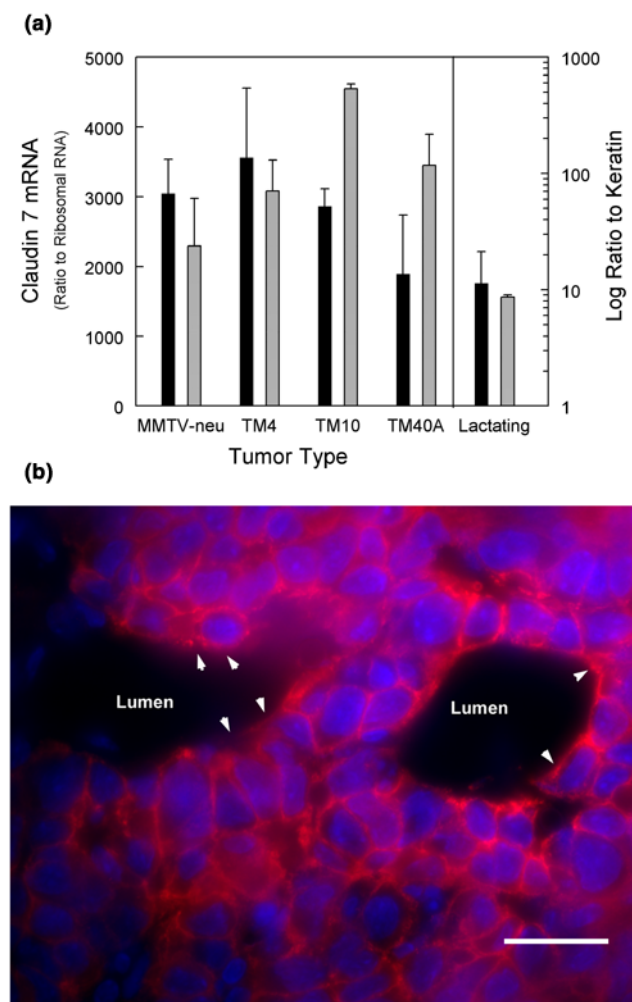 (a)
5000
4000
3000
2000
1000
0
Claudin 7 mRNA
(Ratio to Ribosomal RNA)
1000
100
10
1
Log Ratio to Keratin
MMTV-neu TM4 TM10 TM40A Lactating
Tumor Type
(b)
Lumen
Lumen